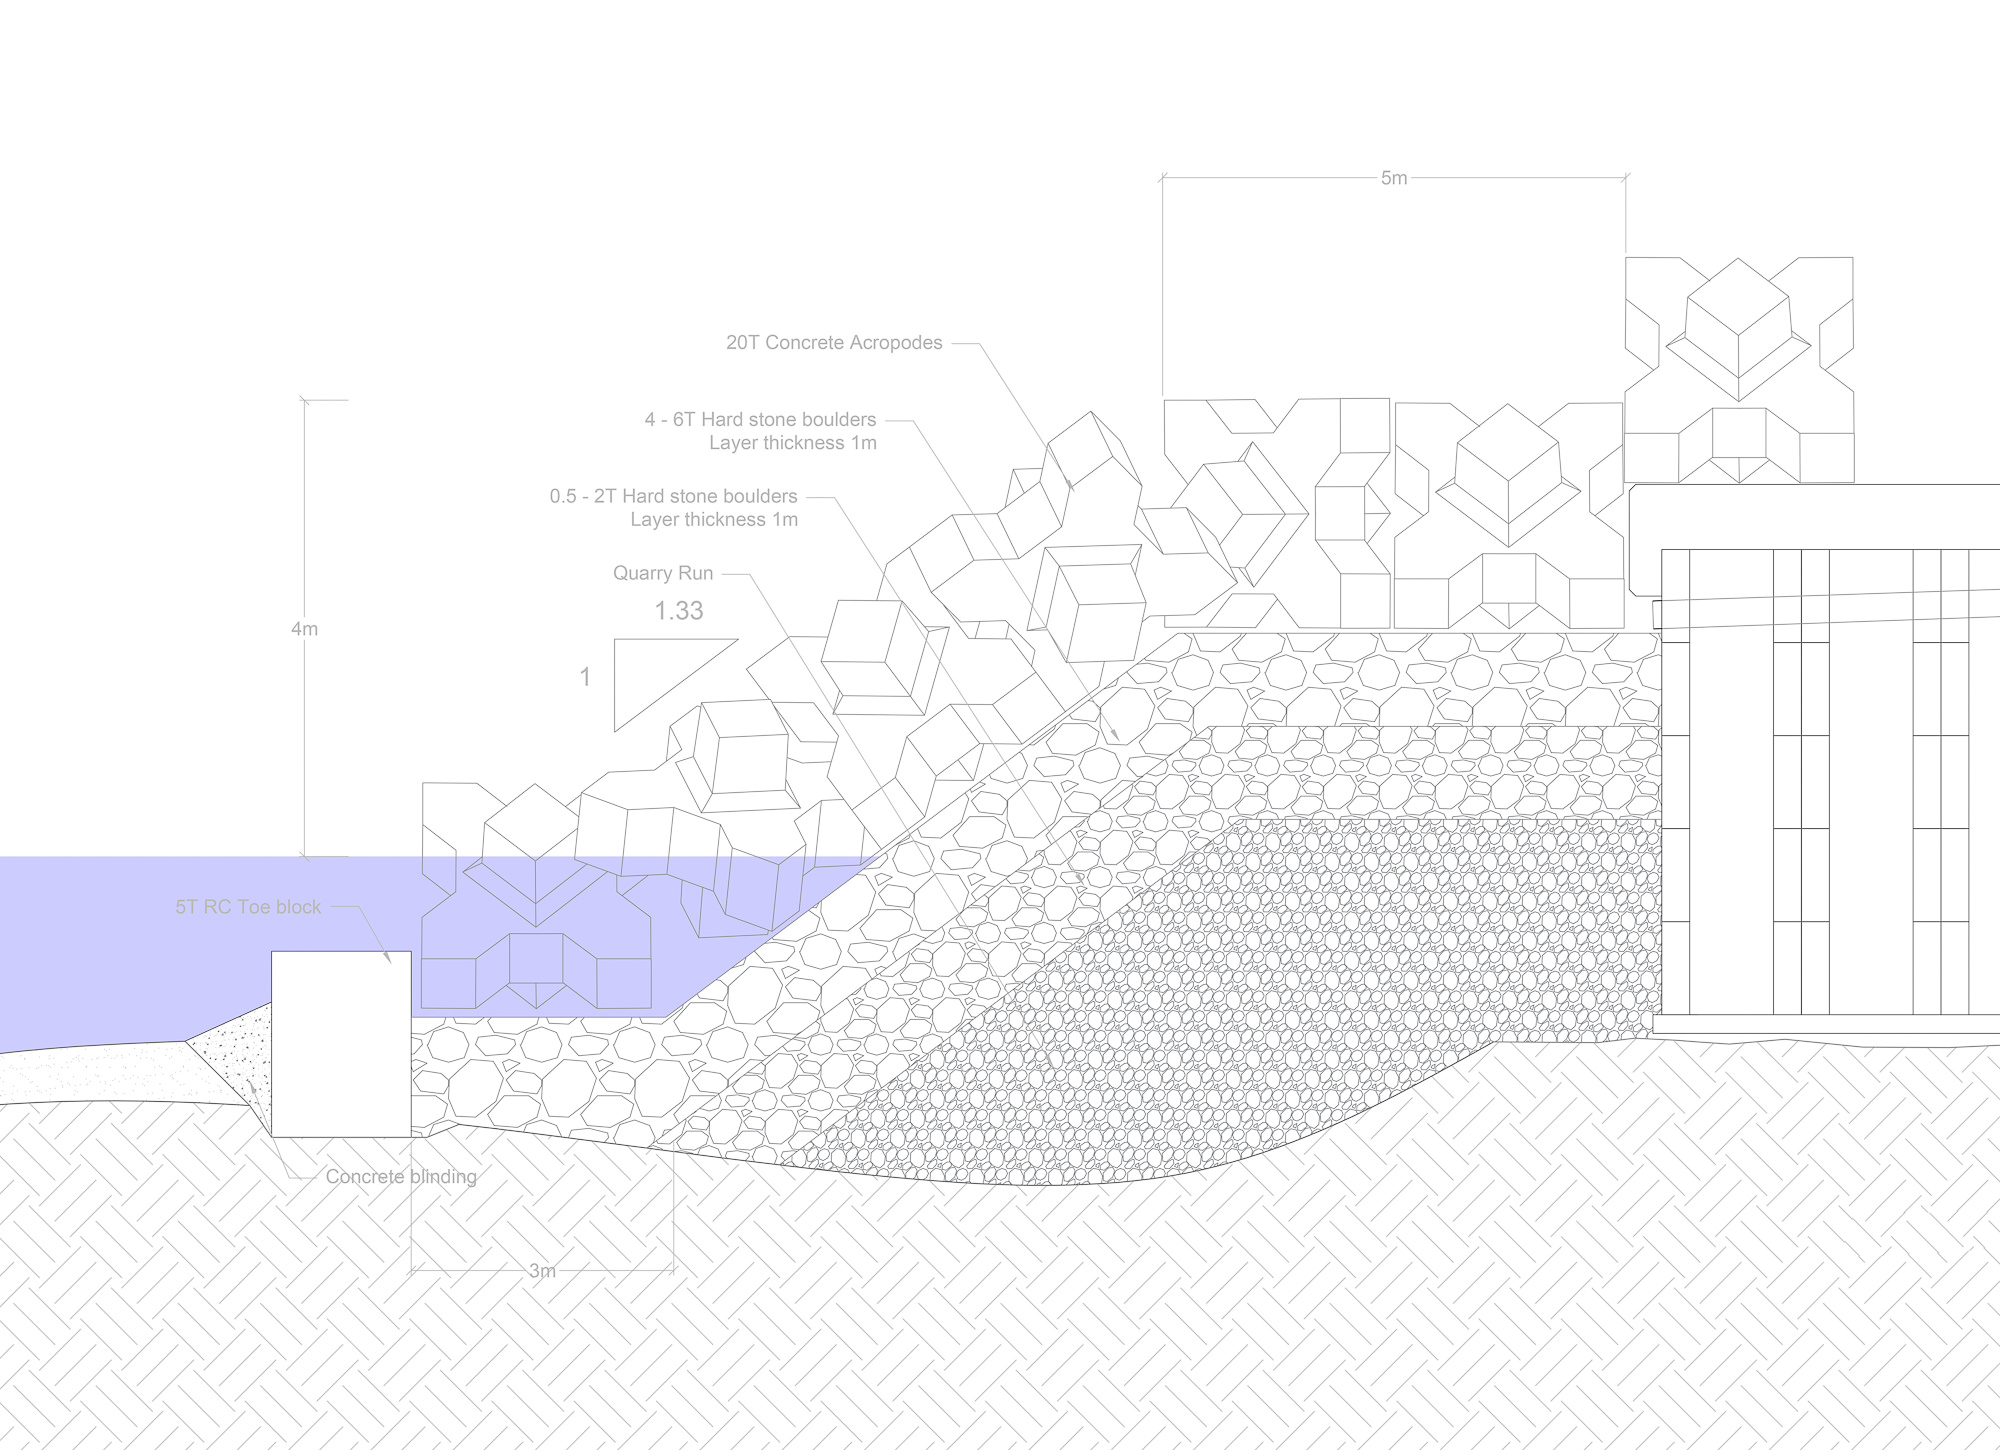 5m
20T Concrete Acropodes
4 - 6T Hard stone boulders
Layer thickness 1m
0.5 - 2T Hard stone boulders
Layer thickness 1m
Quarry Run
1.33
4m
1
5T RC Toe block
Concrete blinding
3m